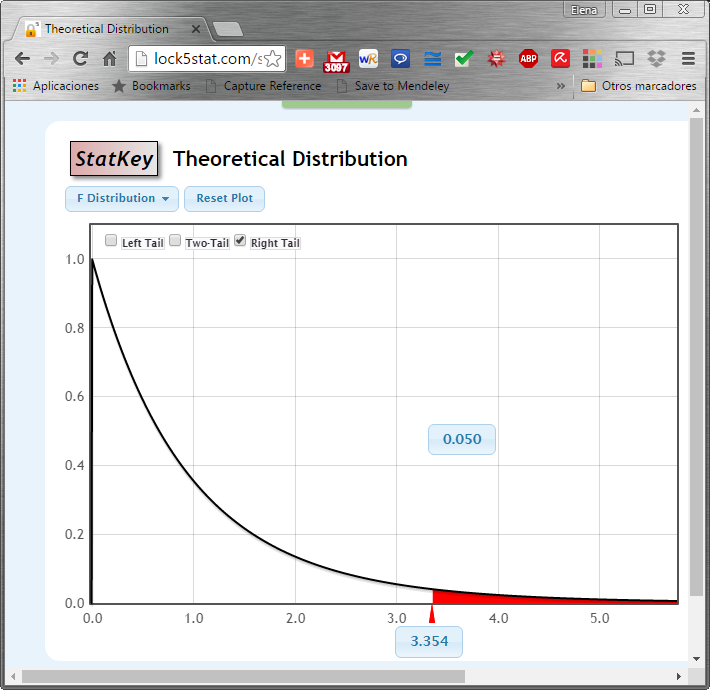 Elena
Theoretical Distribution
lock5stat.com/s
3097
wR
ABP
Aplicaciones Bookmarks Capture Reference Save to Mendeley » Otros marcadores
StatKey Theoretical Distribution
F Distribution Reset Plot
Left Tail Two-Tail Right Tail
1.0
0.8
0.6
0.050
0.4
0.2
0.0
0.0 1.0 2.0 3.0 4.0 5.0
3.354